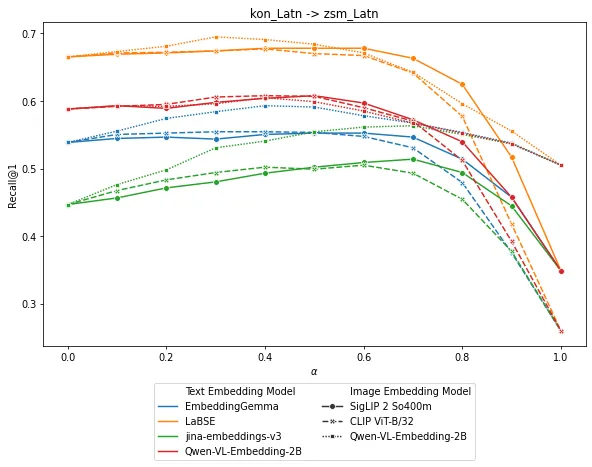 kon_Latn -> zsm_Latn
Recall@1
0.7
0.6
0.5
0.4
0.3
0.0 0.2 0.4 0.6 0.8 1.0
α
Text Embedding Model Image Embedding Model
EmbeddingGemma SigLIP 2 So400m
LaBSE CLIP ViT-B/32
jina-embeddings-v3 Qwen-VL-Embedding-2B
Qwen-VL-Embedding-2B